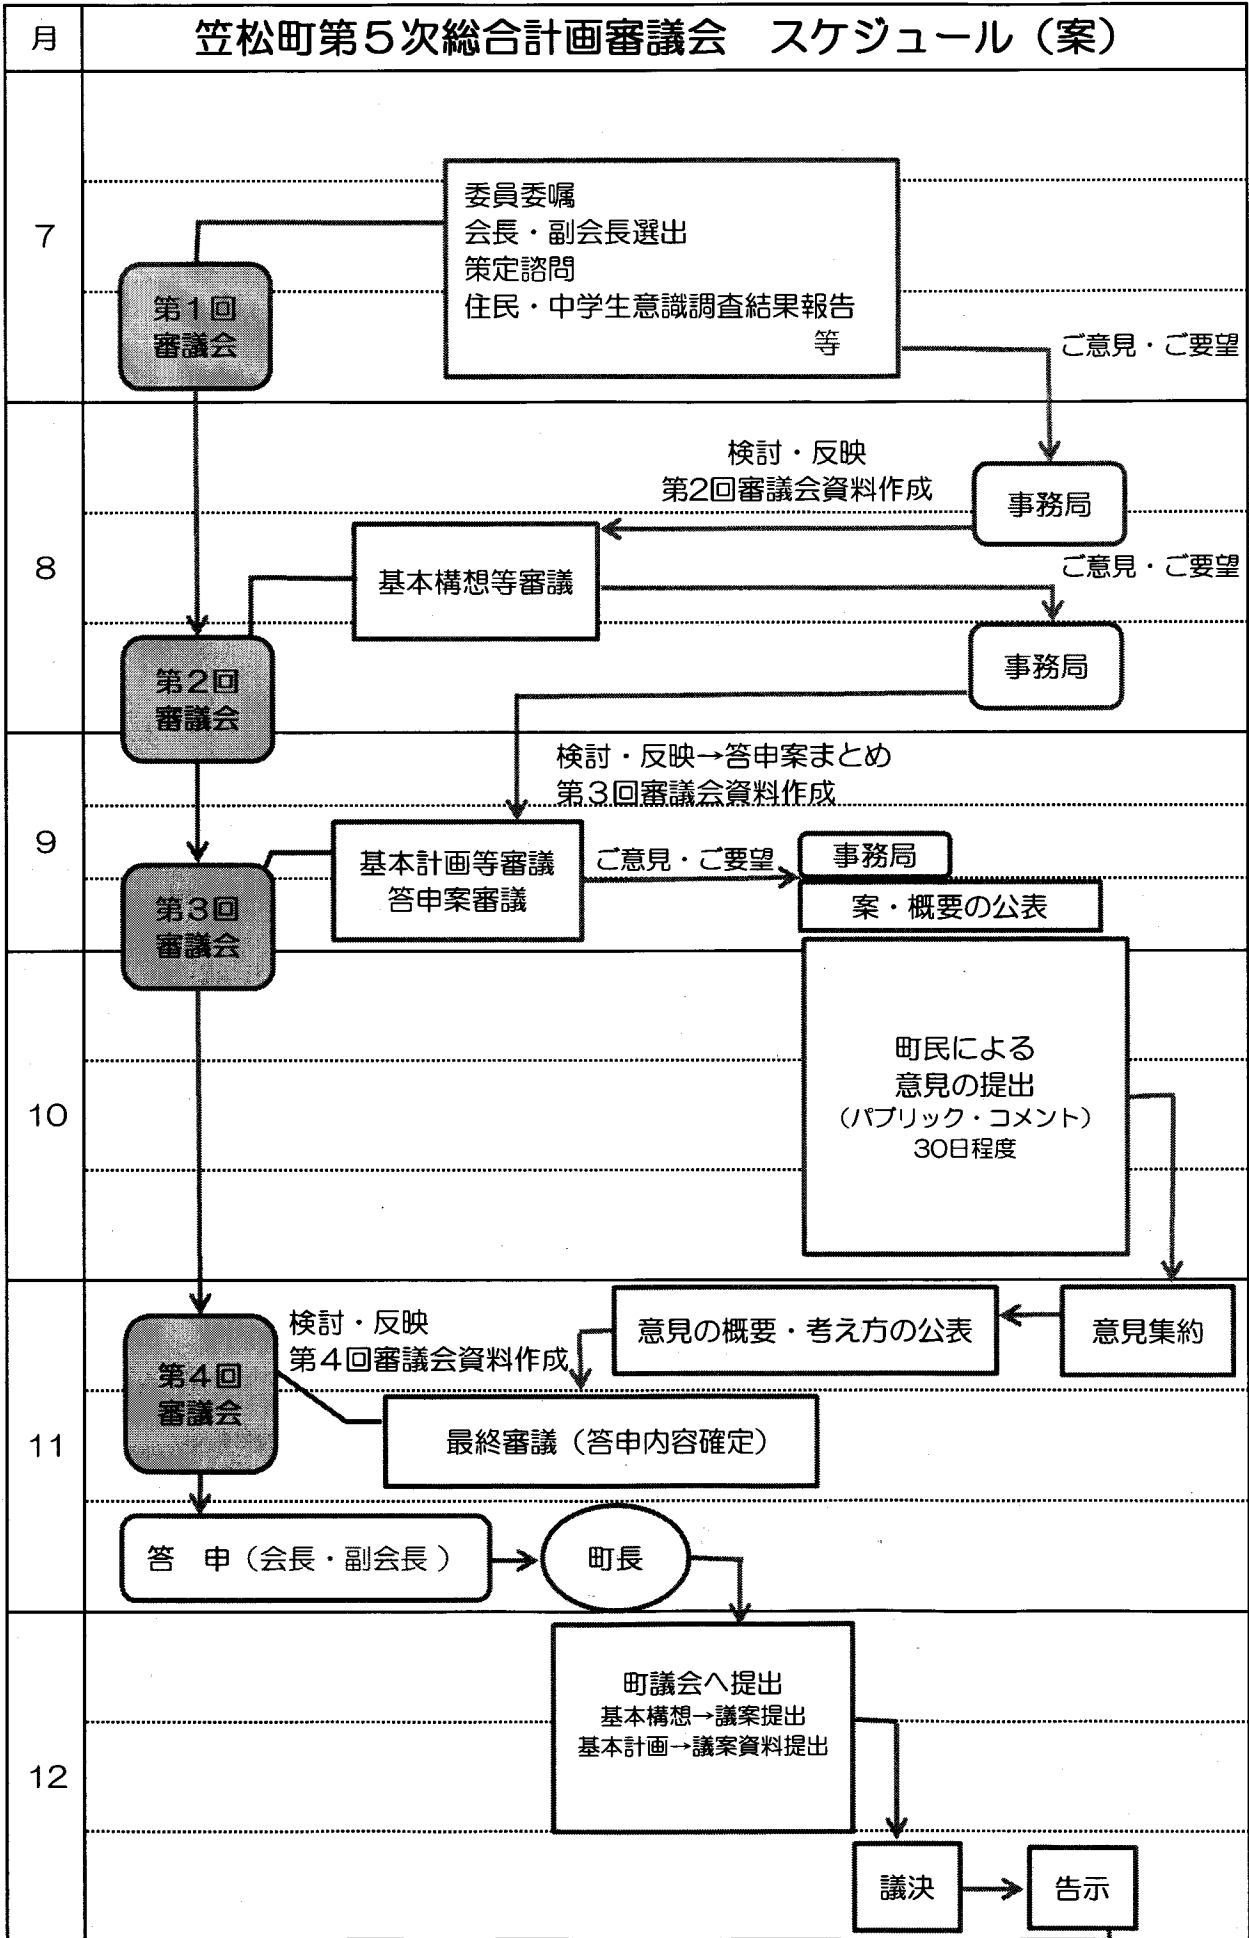 月
笠松町第5次総合計画審議会　スケジュール（案）
7
委員委嘱
会長・副会長選出
策定諮問
住民・中学生意識調査結果報告
等
第1回
審議会
ご意見・ご要望
8
検討・反映
第2回審議会資料作成
事務局
基本構想等審議
ご意見・ご要望
事務局
第2回
審議会
9
検討・反映→答申案まとめ
第3回審議会資料作成
基本計画等審議
答申案審議
ご意見・ご要望
事務局
案・概要の公表
第3回
審議会
10
町民による
意見の提出
（パブリック・コメント）
30日程度
11
検討・反映
第4回審議会資料作成
意見の概要・考え方の公表
意見集約
第4回
審議会
最終審議（答申内容確定）
答　申（会長・副会長）
町長
12
町議会へ提出
基本構想→議案提出
基本計画→議案資料提出
議決
告示